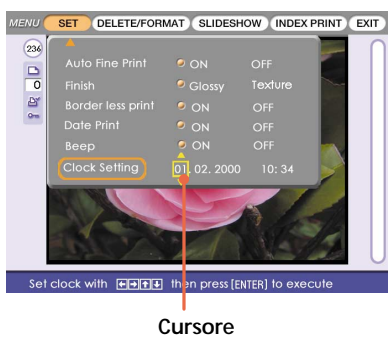 MENU SET DELETE/FORMAT SLIDESHOW INDEX PRINT EXIT
236
0
Auto Fine Print ON OFF
Finish Glossy Texture
Border less print ON OFF
Date Print ON OFF
Beep ON OFF
Clock Setting 01. 02. 2000 10: 34
Set clock with ←→↑↓ then press [ENTER] to execute
Cursore